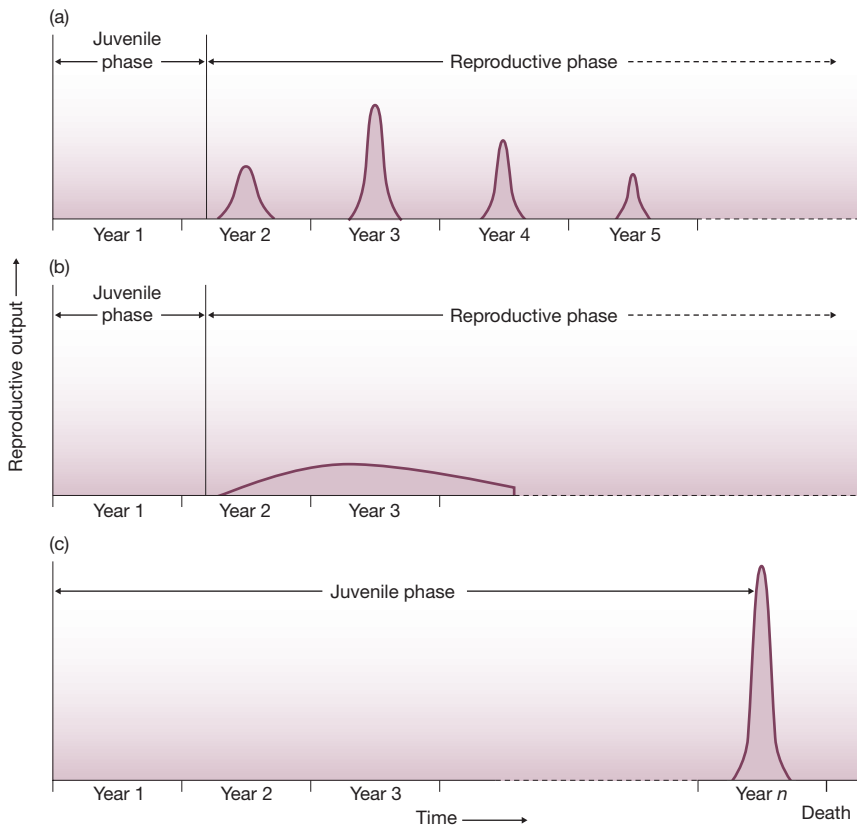 (a)
Juvenile
phase
Reproductive phase
Year 1 Year 2 Year 3 Year 4 Year 5
(b)
Juvenile
phase
Reproductive phase
Reproductive output
Year 1 Year 2 Year 3
(c)
Juvenile phase
Year 1 Year 2 Year 3 Year n
Time
Death